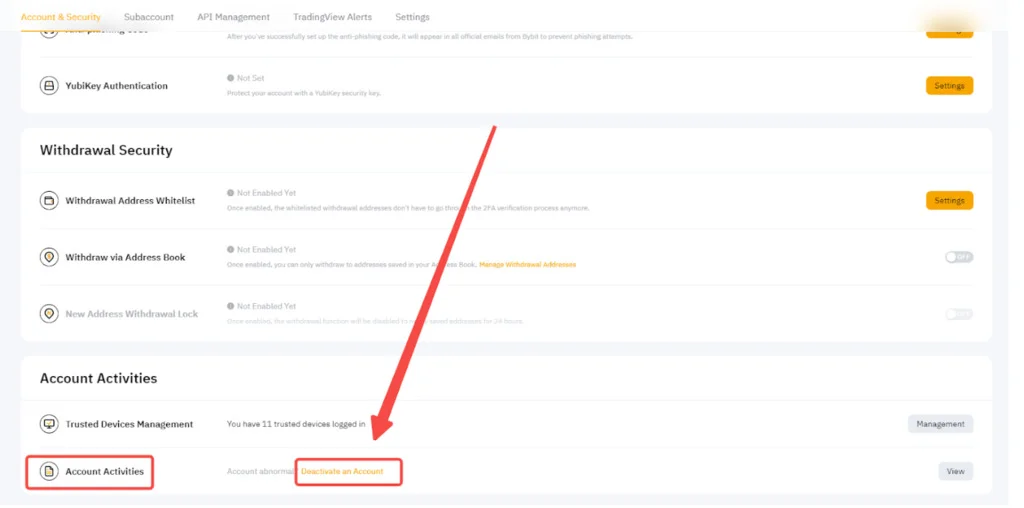 Account & Security Subaccount API Management TradingView Alerts Settings
After you've successfully set up the anti-phishing code, it will appear in all official emails from Bybit to prevent phishing attempts.
YubiKey Authentication
Not Set
Protect your account with a YubiKey security key.
Settings
Withdrawal Security
Withdrawal Address Whitelist
Not Enabled Yet
Once enabled, the whitelisted withdrawal addresses don't have to go through the 2FA verification process anymore.
Settings
Withdraw via Address Book
Not Enabled Yet
Once enabled, you can only withdraw to addresses saved in your Address Book. Manage Withdrawal Addresses
OFF
New Address Withdrawal Lock
Not Enabled Yet
Once enabled, the withdrawal function will be disabled to saved addresses for 24 hours.
Account Activities
Trusted Devices Management
You have 11 trusted devices logged in
Management
Account Activities
Account abnormal? Deactivate an Account
View